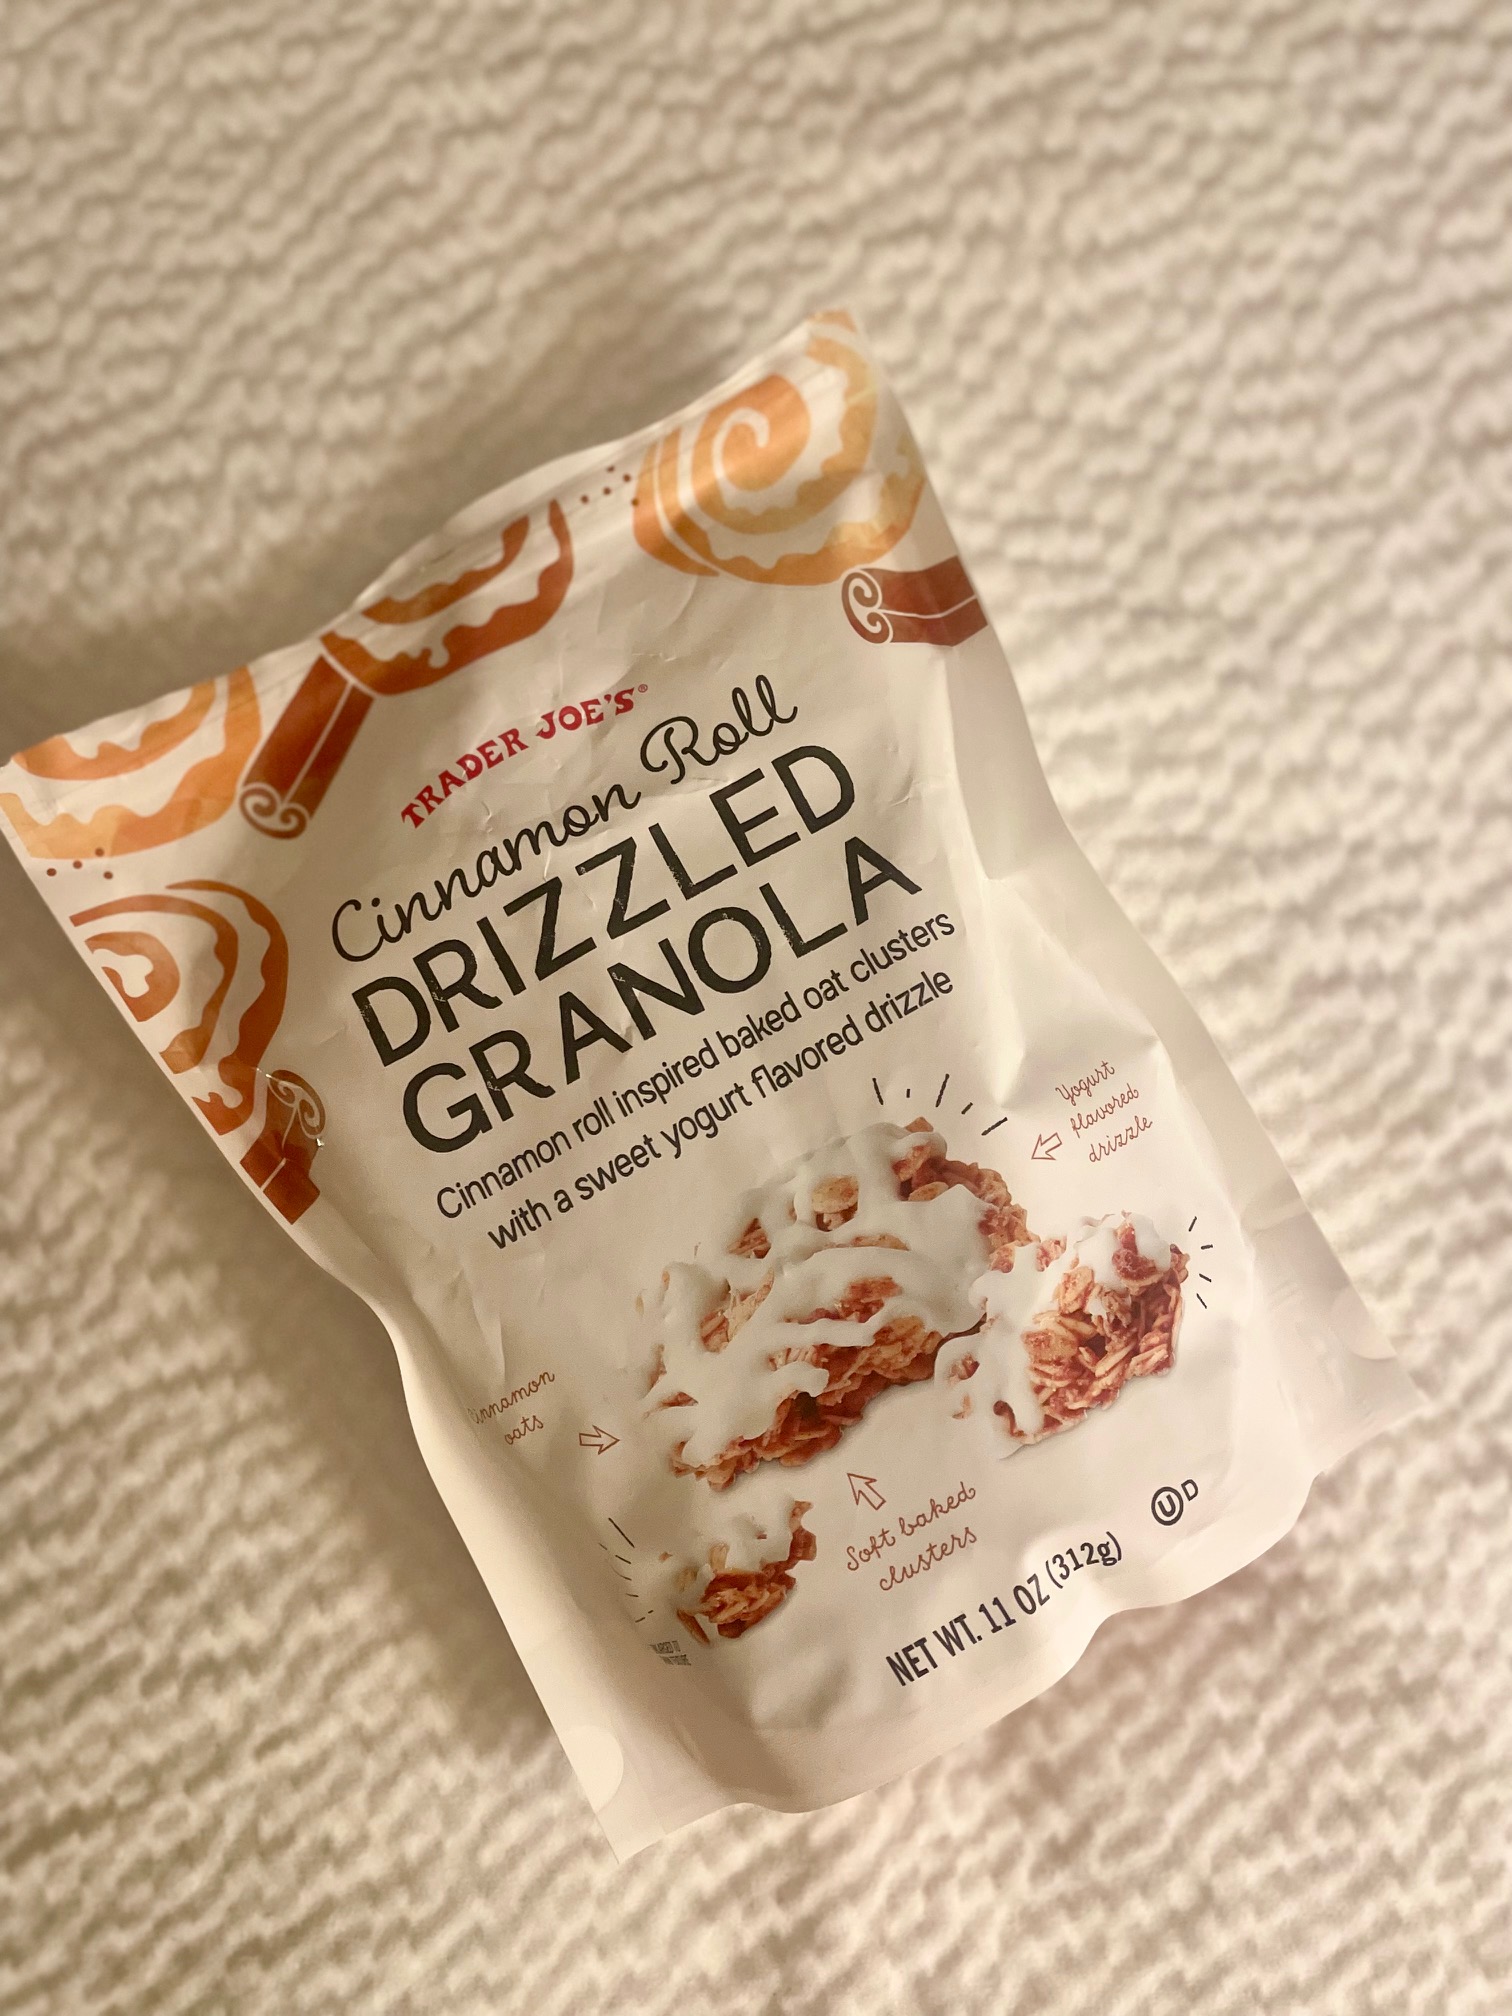 TRADER JOE'S®
Cinnamon Roll
DRIZZLED
GRANOLA
Cinnamon roll inspired baked oat clusters
with a sweet yogurt flavored drizzle
Yogurt
flavored
drizzle
Cinnamon
oats
Soft baked
clusters
U D
NET WT. 11 OZ (312g)